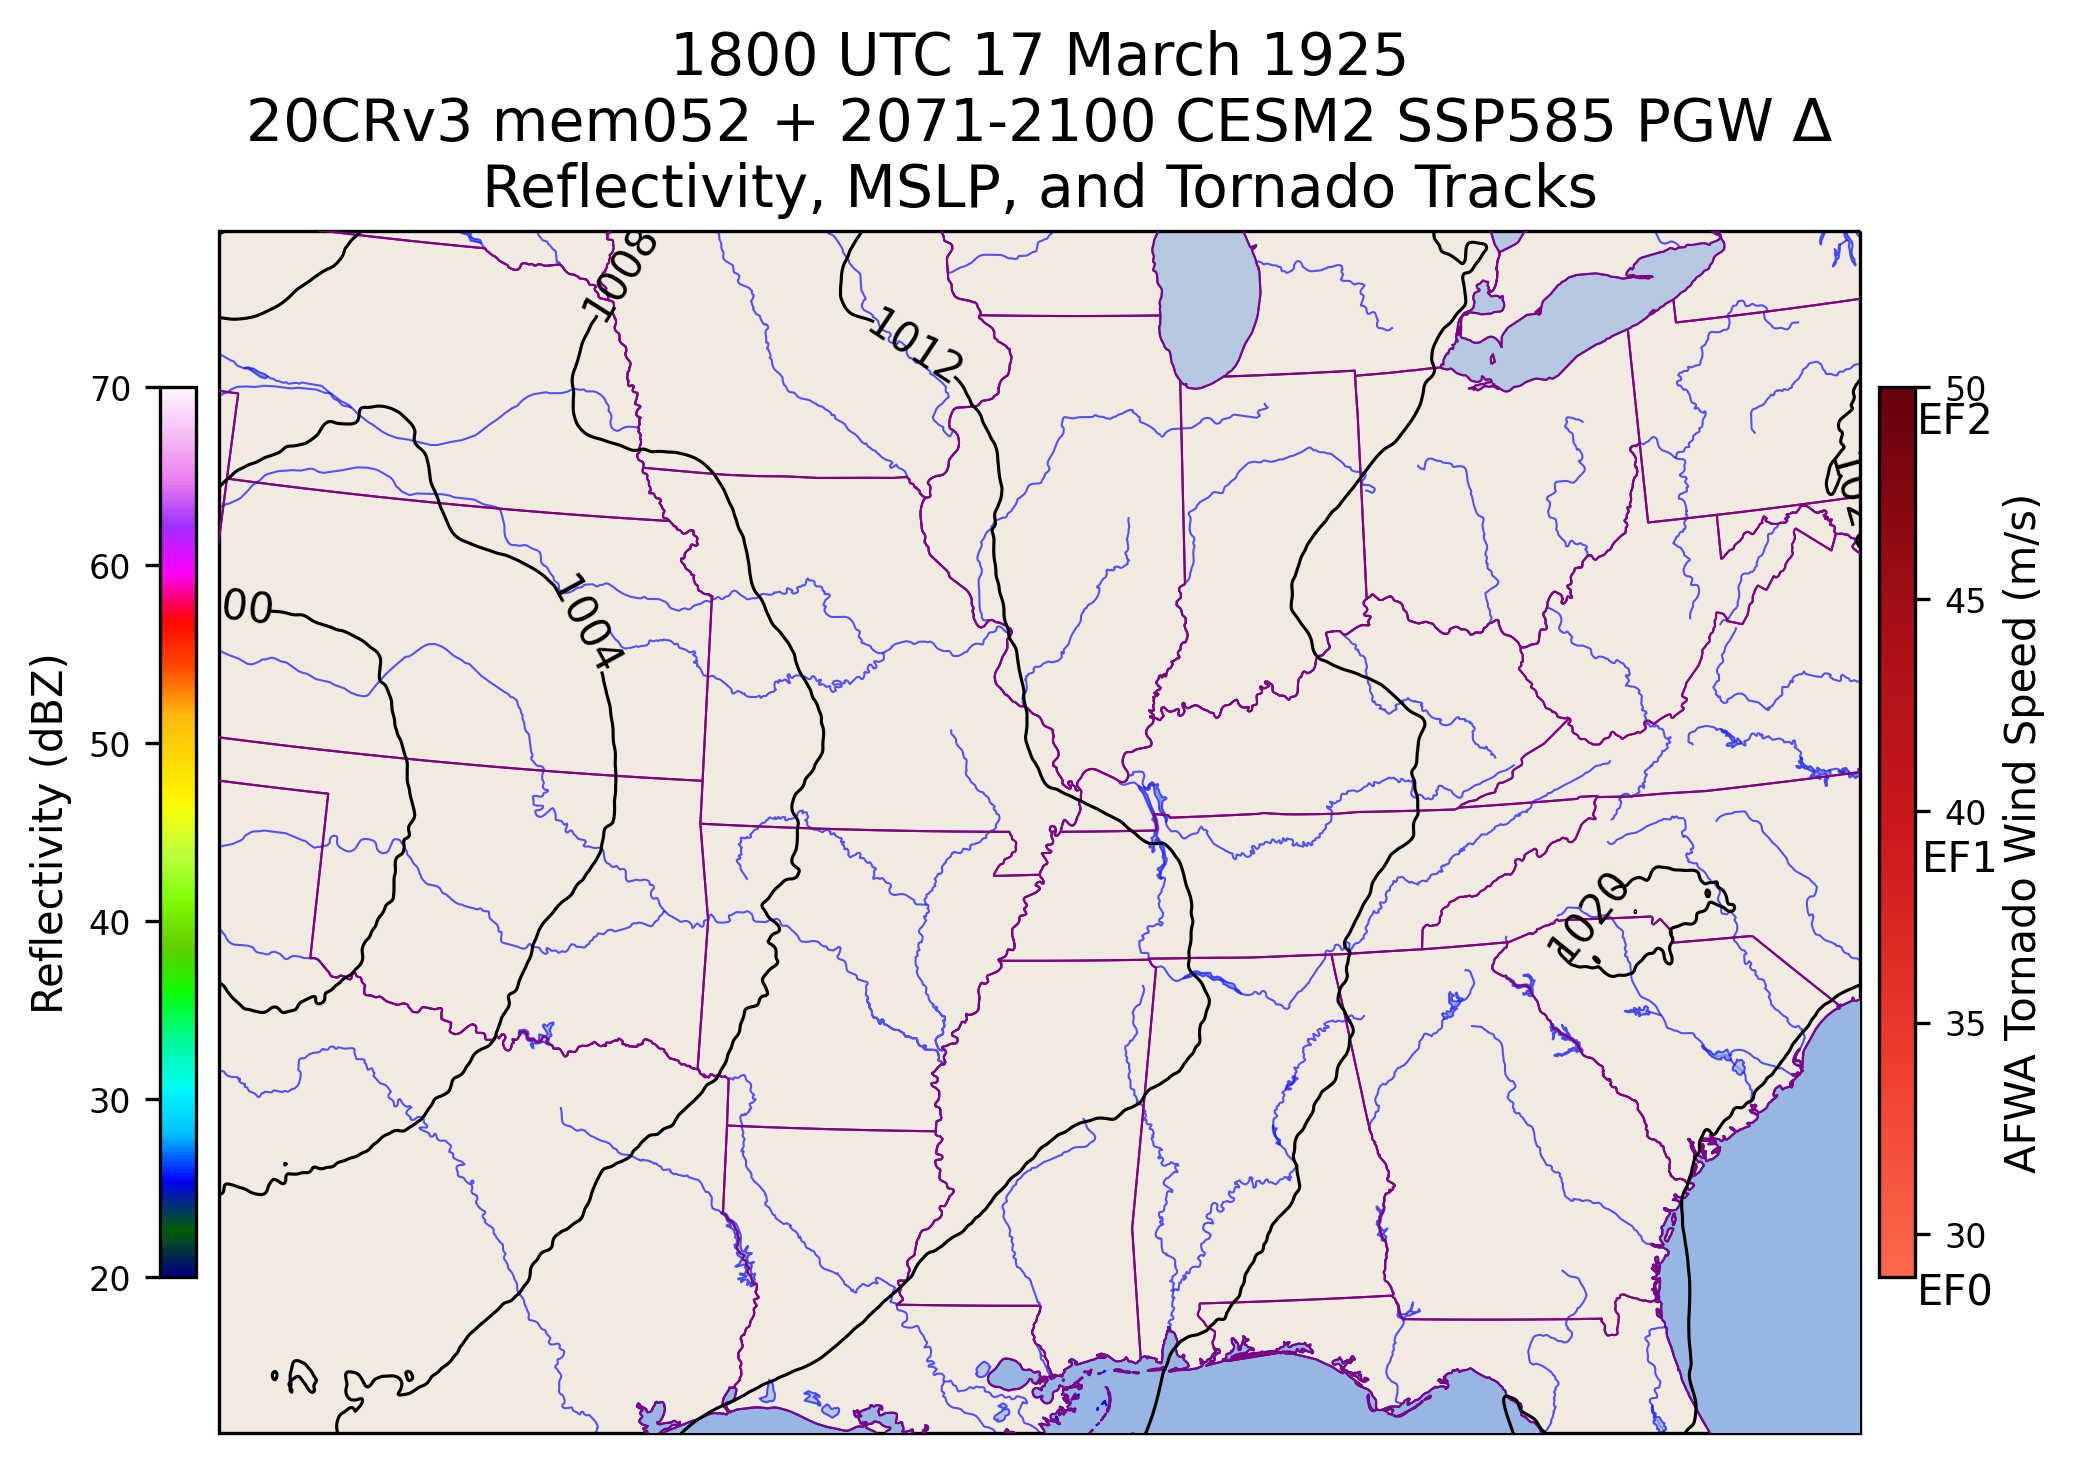 1800 UTC 17 March 1925
20CRv3 mem052 + 2071-2100 CESM2 SSP585 PGW Δ
Reflectivity, MSLP, and Tornado Tracks
1008
1012
1004
00
1020
70
60
50
40
30
20
Reflectivity (dBZ)
50
EF2
45
40
EF1
35
30
EF0
AFWA Tornado Wind Speed (m/s)